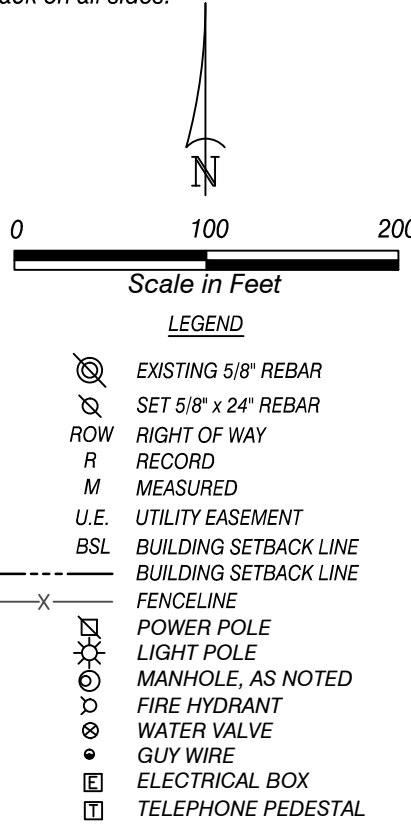 on all sides.
N
0 100 200
Scale in Feet
LEGEND
EXISTING 5/8" REBAR
SET 5/8" x 24" REBAR
ROW RIGHT OF WAY
R RECORD
M MEASURED
U.E. UTILITY EASEMENT
BSL BUILDING SETBACK LINE
BUILDING SETBACK LINE
X FENCELINE
POWER POLE
LIGHT POLE
MANHOLE, AS NOTED
FIRE HYDRANT
WATER VALVE
GUY WIRE
E ELECTRICAL BOX
T TELEPHONE PEDESTAL